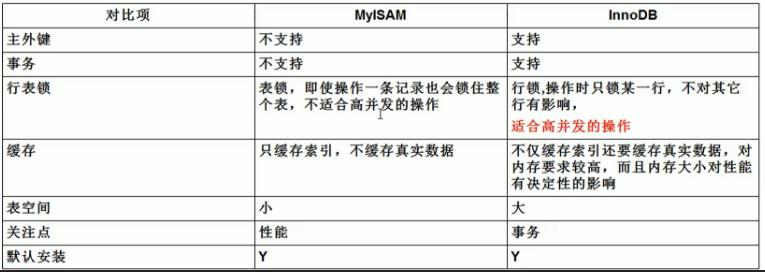 对比项 MyISAM InnoDB
主外键 不支持 支持
事务 不支持 支持
行表锁 表锁，即使操作一条记录也会锁住整 行锁,操作时只锁某一行，不对其它
个表，不适合高并发的操作 行有影响，
适合高并发的操作
缓存 只缓存索引，不缓存真实数据 不仅缓存索引还要缓存真实数据，对
内存要求较高，而且内存大小对性能
有决定性的影响
表空间 小 大
关注点 性能 事务
默认安装 Y Y